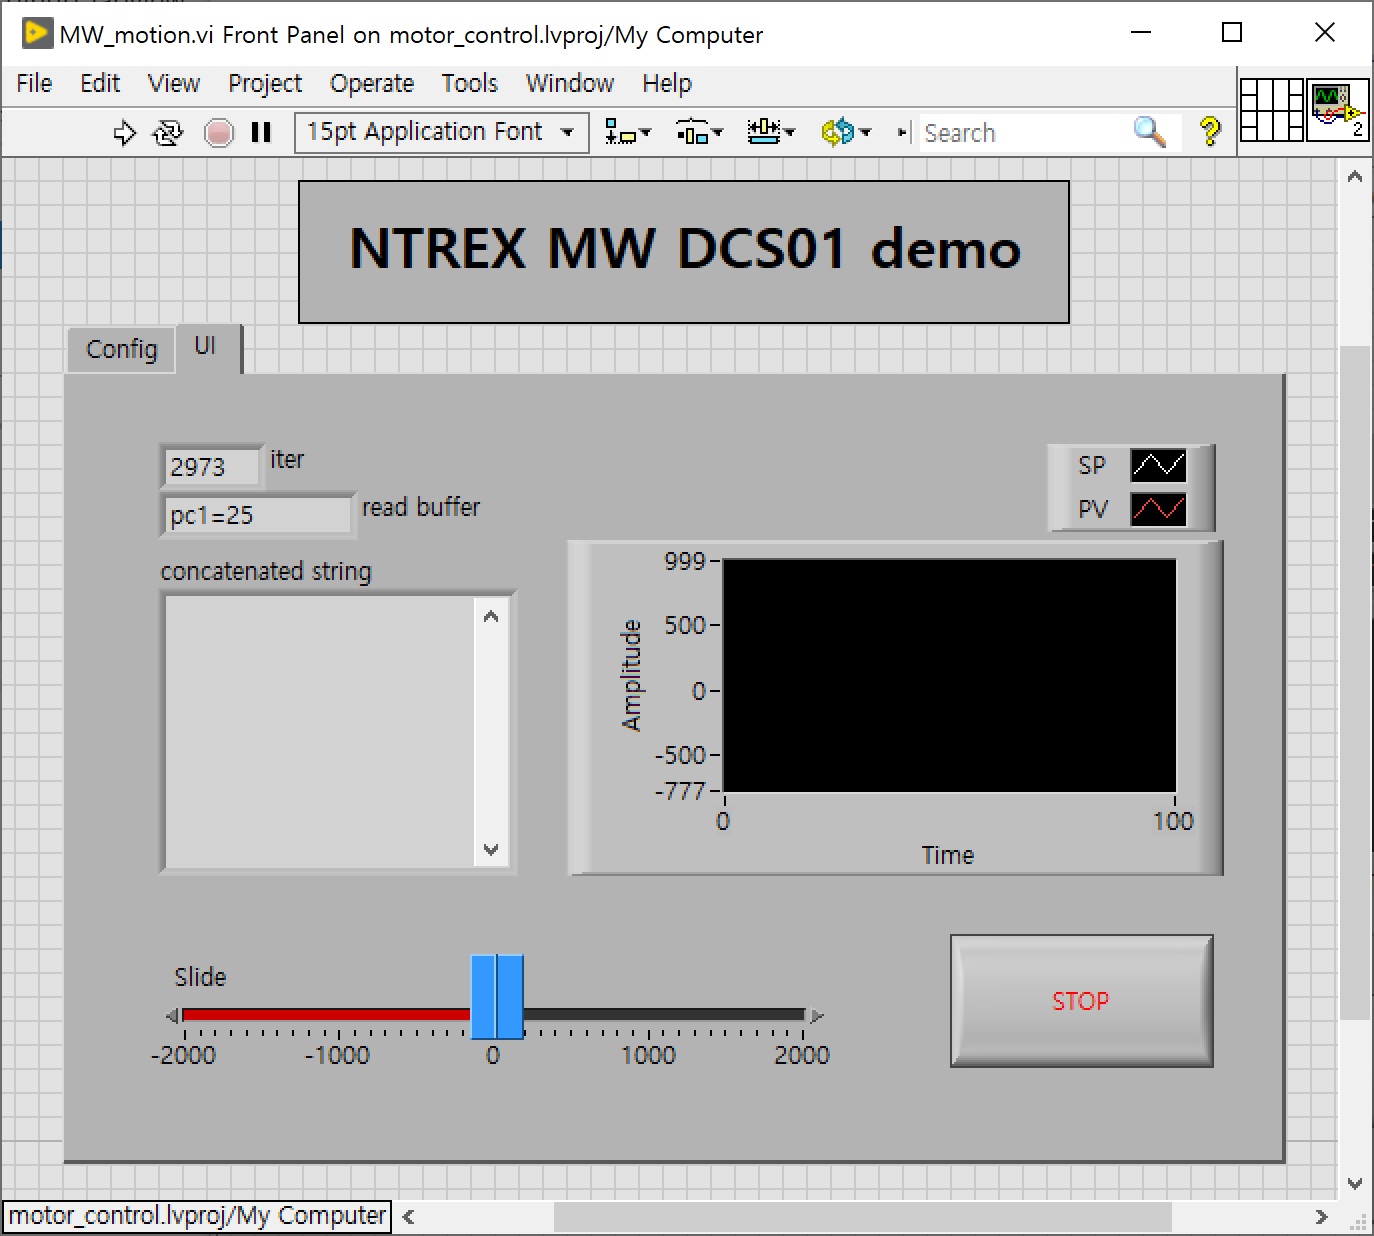 MW_motion.vi Front Panel on motor_control.lvproj/My Computer
File Edit View Project Operate Tools Window Help
15pt Application Font
Search
?
2
NTREX MW DCS01 demo
Config
UI
2973 iter
pc1=25 read buffer
concatenated string
SP
PV
999
500
0
-500
-777
Amplitude
0
100
Time
Slide
-2000 -1000 0 1000 2000
STOP
motor_control.lvproj/My Computer